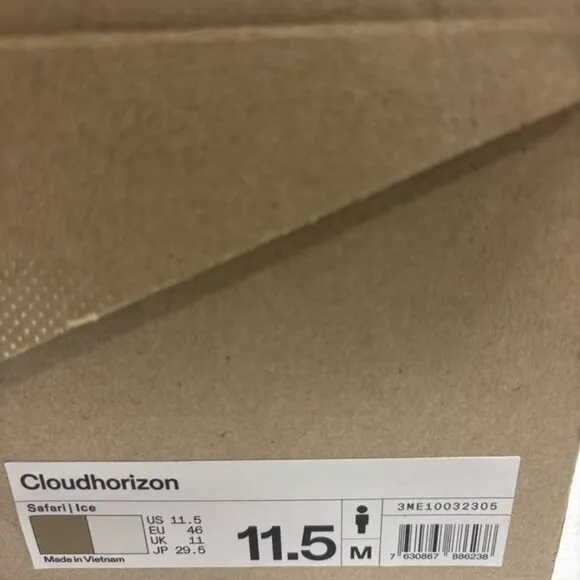 Cloudhorizon
Safari|Ice
US 11.5
EU 46
UK 11
JP 29.5
Made in Vietnam
11.5
M
3ME10032305
7 630867 886238